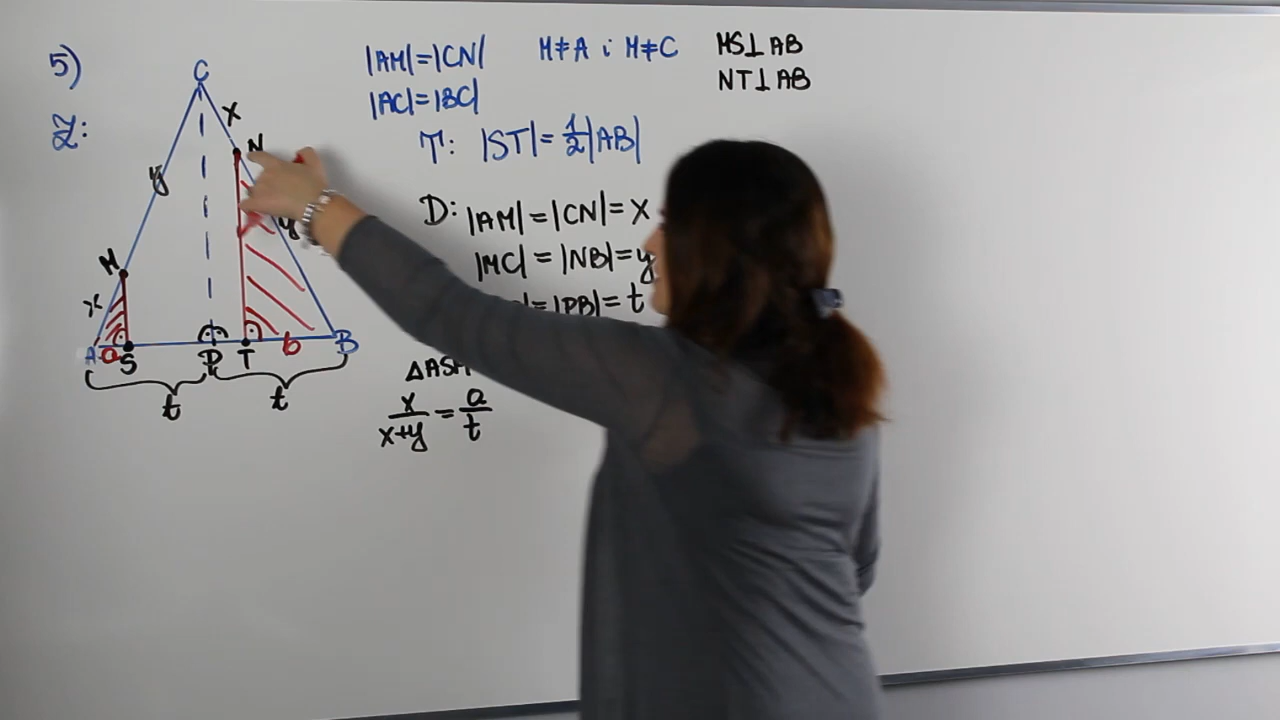 5)
Z:
|AM|=|CN|
|AC|=|BC|
M≠A i M≠C
MS⊥AB
NT⊥AB
T: |ST|=½|AB|
D: |AM|=|CN|=x
|MC|=|NB|=y
=|PB|=t
x/(x+y) = a/t
C
x
N
y
y
M
x
A
a
S
D
T
b
B
t
t